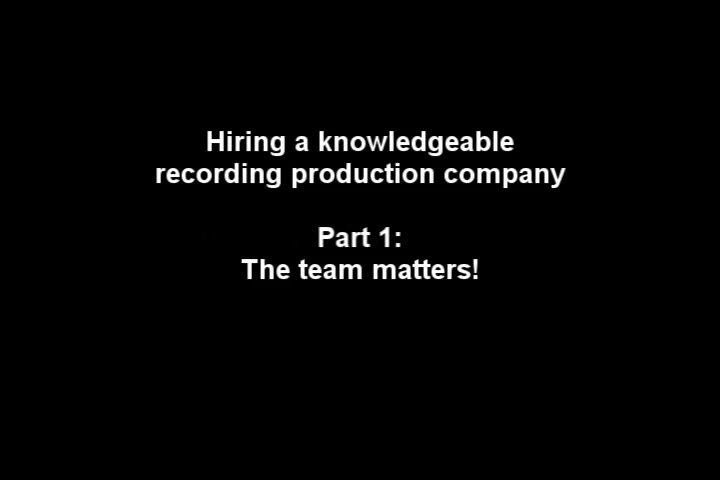 Hiring a knowledgeable
recording production company
Part 1:
The team matters!